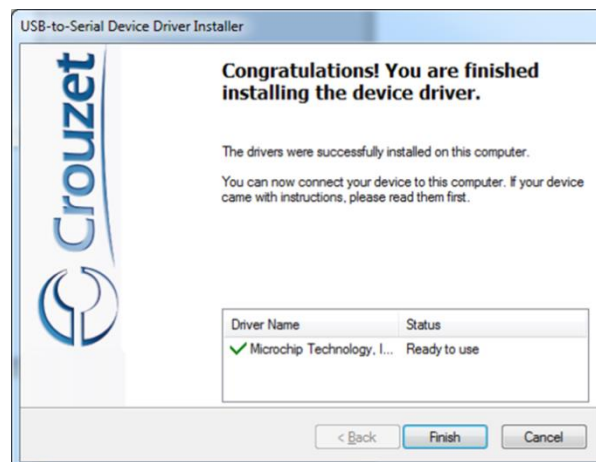 USB-to-Serial Device Driver Installer
Crouzet
Congratulations! You are finished
installing the device driver.
The drivers were successfully installed on this computer.
You can now connect your device to this computer. If your device
came with instructions, please read them first.
Driver Name Status
Microchip Technology, I... Ready to use
< Back Finish Cancel